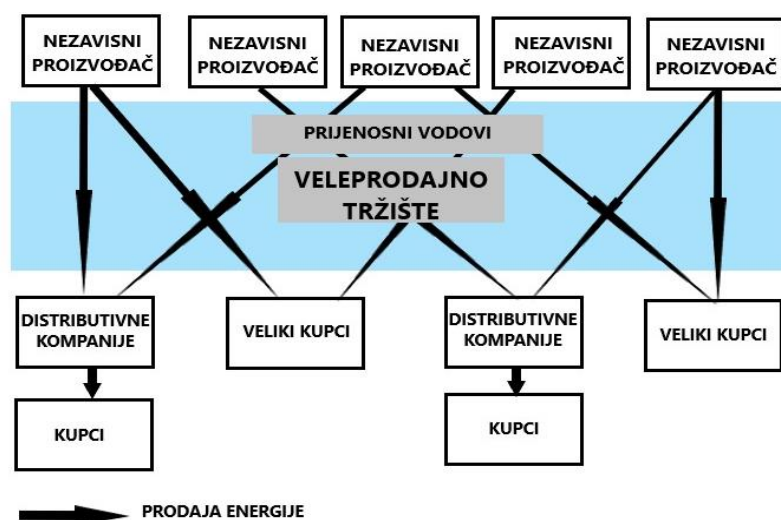 NEZAVISNI
PROIZVOĐAČ
NEZAVISNI
PROIZVOĐAČ
NEZAVISNI
PROIZVOĐAČ
NEZAVISNI
PROIZVOĐAČ
NEZAVISNI
PROIZVOĐAČ
PRIJENOSNI VODOVI
VELEPRODAJNO
TRŽIŠTE
DISTRIBUTIVNE
KOMPANIJE
VELIKI KUPCI
DISTRIBUTIVNE
KOMPANIJE
VELIKI KUPCI
KUPCI
KUPCI
PRODAJA ENERGIJE